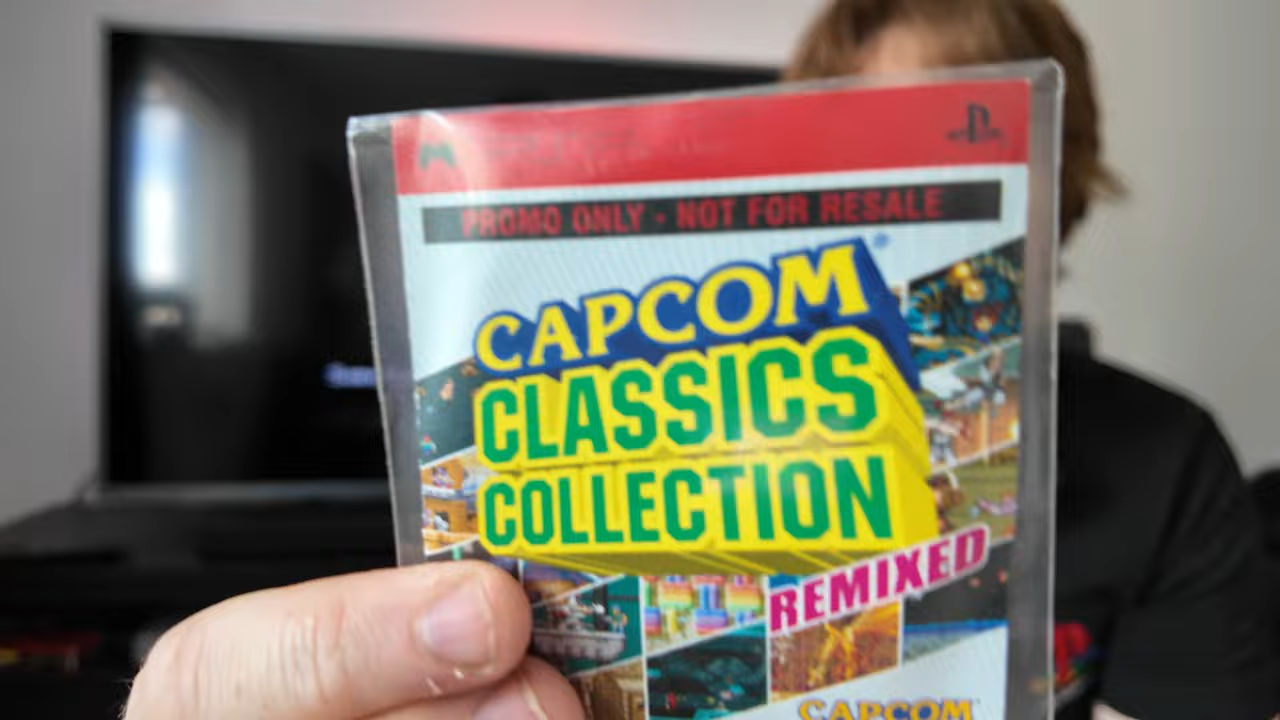 PROMO ONLY - NOT FOR RESALE
CAPCOM
CLASSICS
COLLECTION
REMIXED
CAPCOM